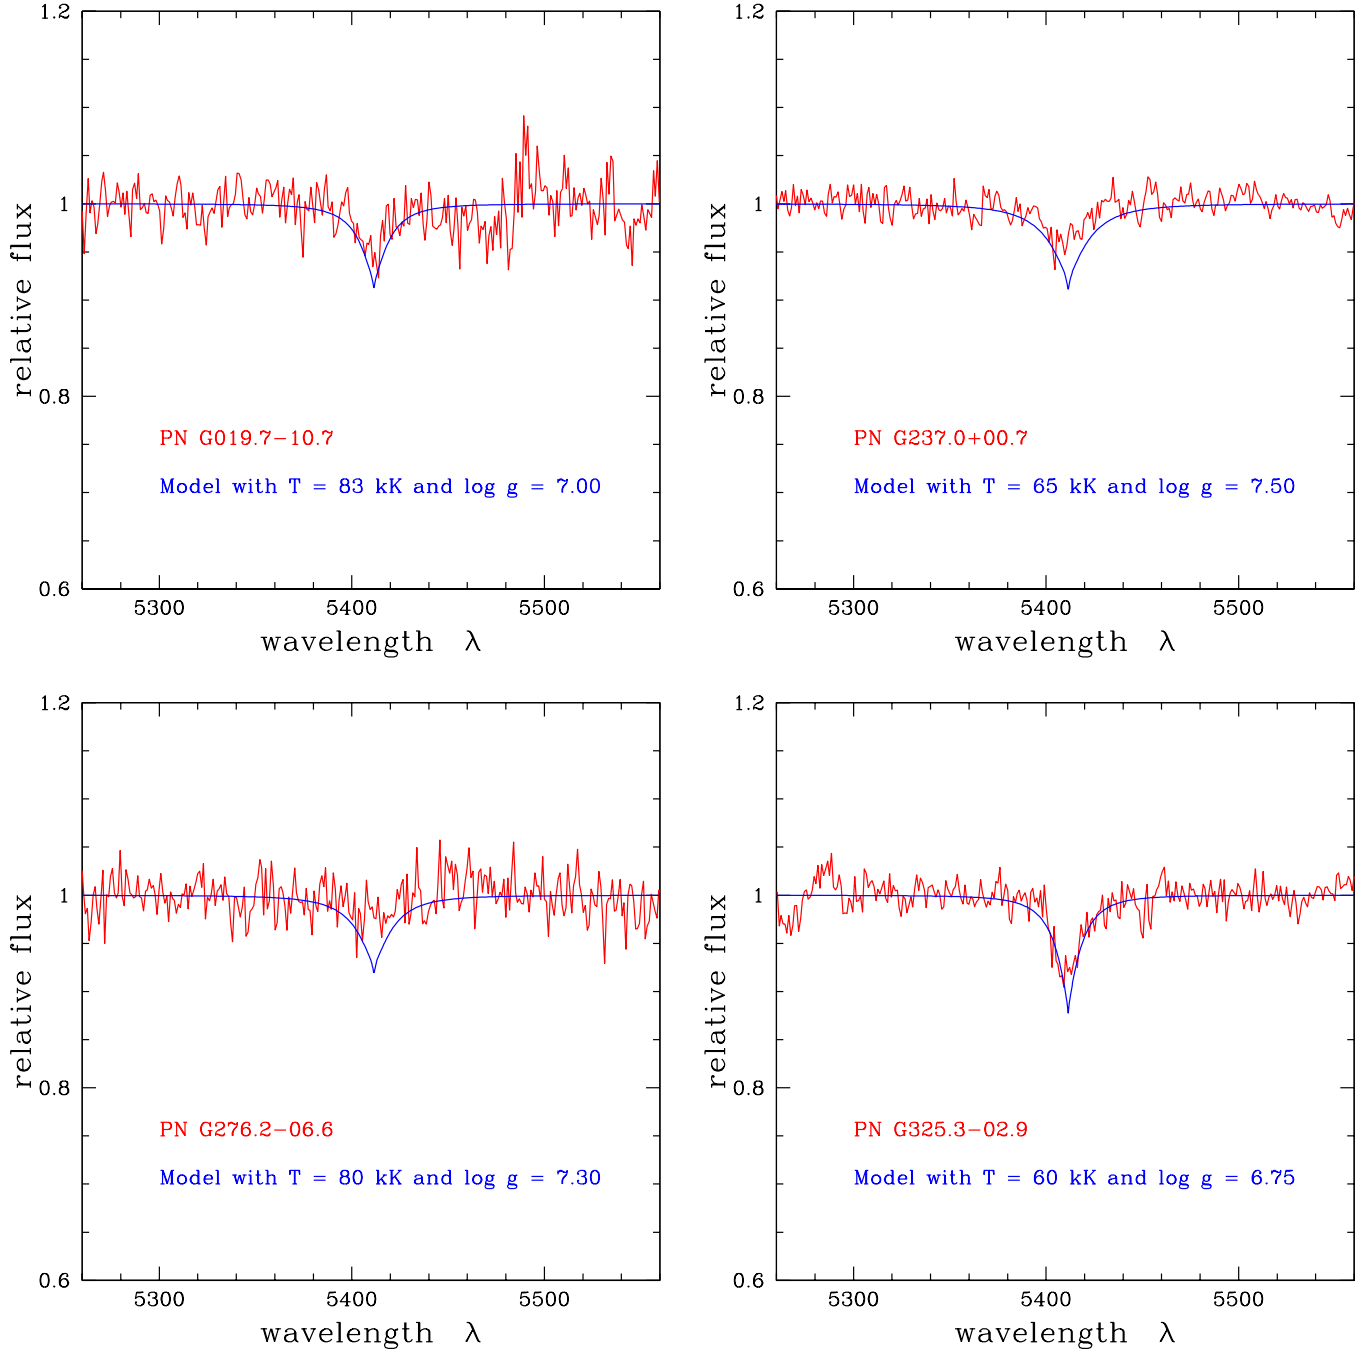 1.2
1
0.8
0.6
relative flux
PN G019.7−10.7
Model with T = 83 kK and log g = 7.00
5300 5400 5500
wavelength λ
1.2
1
0.8
0.6
relative flux
PN G237.0+00.7
Model with T = 65 kK and log g = 7.50
5300 5400 5500
wavelength λ
1.2
1
0.8
0.6
relative flux
PN G276.2−06.6
Model with T = 80 kK and log g = 7.30
5300 5400 5500
wavelength λ
1.2
1
0.8
0.6
relative flux
PN G325.3−02.9
Model with T = 60 kK and log g = 6.75
5300 5400 5500
wavelength λ